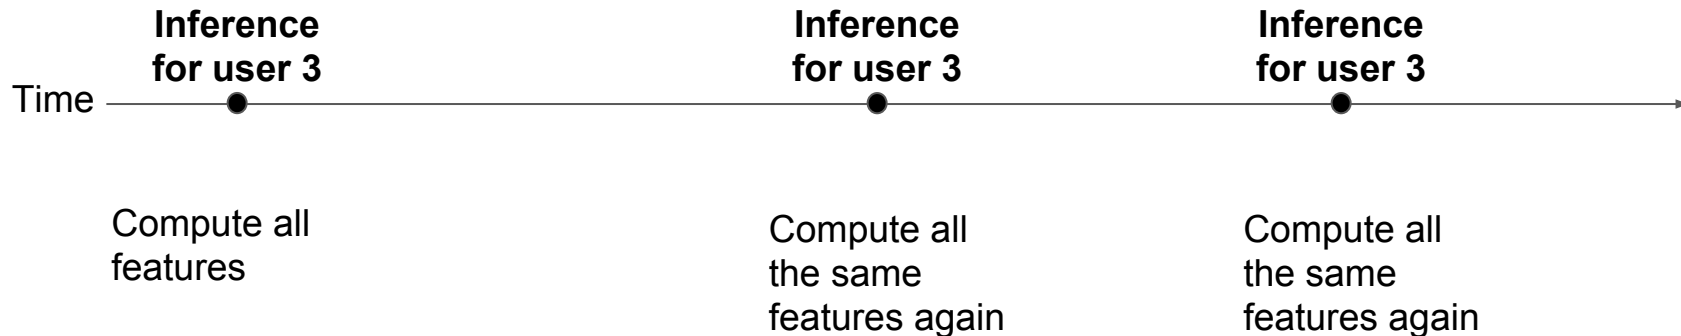 Inference
for user 3
Inference
for user 3
Inference
for user 3
Time
Compute all
features
Compute all
the same
features again
Compute all
the same
features again